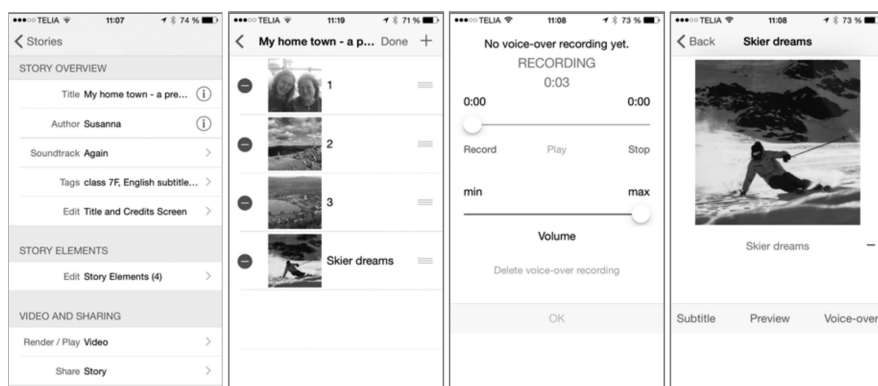 TELIA 11:07 74 %
Stories
STORY OVERVIEW
Title My home town - a pre...
Author Susanna
Soundtrack Again
Tags class 7F, English subtitle...
Edit Title and Credits Screen
STORY ELEMENTS
Edit Story Elements (4)
VIDEO AND SHARING
Render / Play Video
Share Story
TELIA 11:19 71 %
My home town - a p... Done +
1
2
3
Skier dreams
TELIA 11:08 73 %
No voice-over recording yet.
RECORDING
0:03
0:00 0:00
Record Play Stop
min max
Volume
Delete voice-over recording
OK
TELIA 11:08 73 %
Back Skier dreams
Skier dreams
Subtitle Preview Voice-over